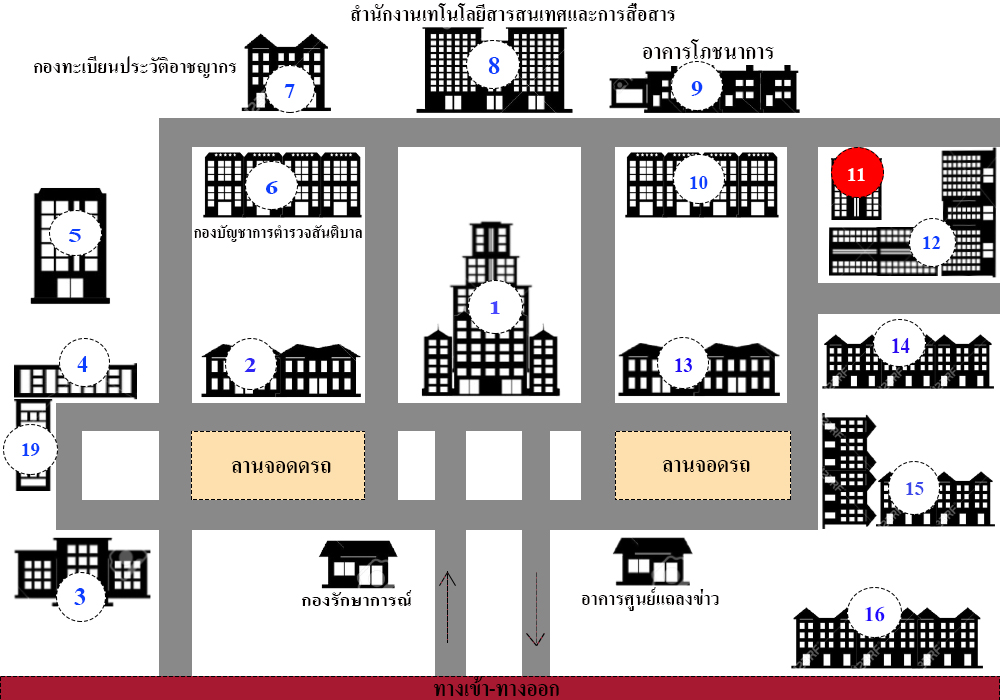 สำนักงานเทโนโลยีสารสนเทศและการสื่อสาร
กองทะเบียนประวัติอาชญากร
7
8
อาคารโภชนาการ
9
5
6
กองบัญชาการตำรวจสันติบาล
10
11
12
1
4
2
13
14
19
ลานจอดดรถ
ลานจอดรถ
15
3
กองรักษาการณ์
อาคารศูนย์แถลงข่าว
16
ทางเข้า-ทางออก